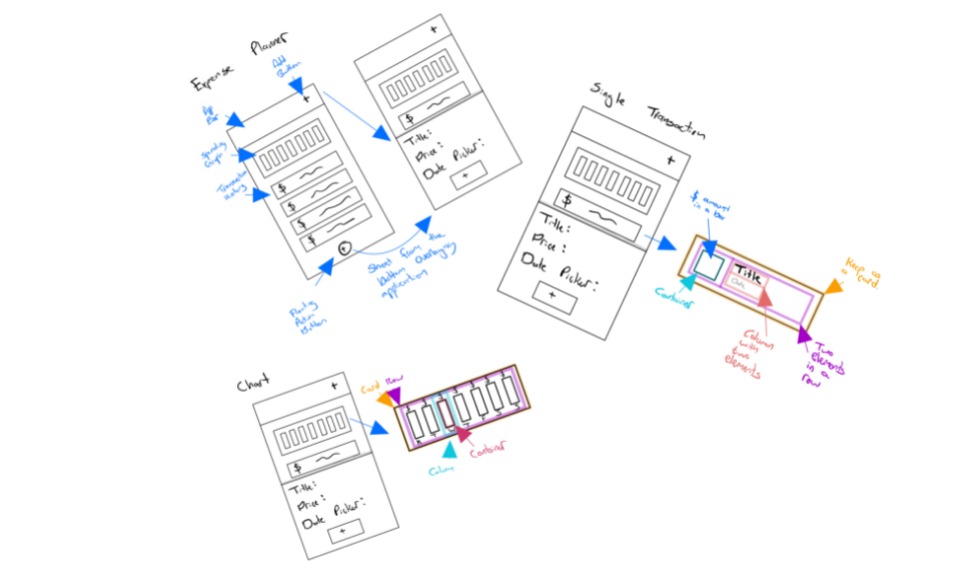 Expense Planner
Add
Button
+
App
Bar
Spending
Graph
Transaction
Listing
$
$
$
$
+
Floating
Action
Button
Sheet from the
bottom overlaying
application
+
$
Title:
Price:
Date Picker:
+
Single Transaction
+
$
Title:
Price:
Date Picker:
+
$ amount
in a box
Title
Date
Container
Keep as
a card.
Column
with
two
elements
Two
elements
in a
row
Chart
+
$
Title:
Price:
Date Picker:
+
Card
Row
Column
Container